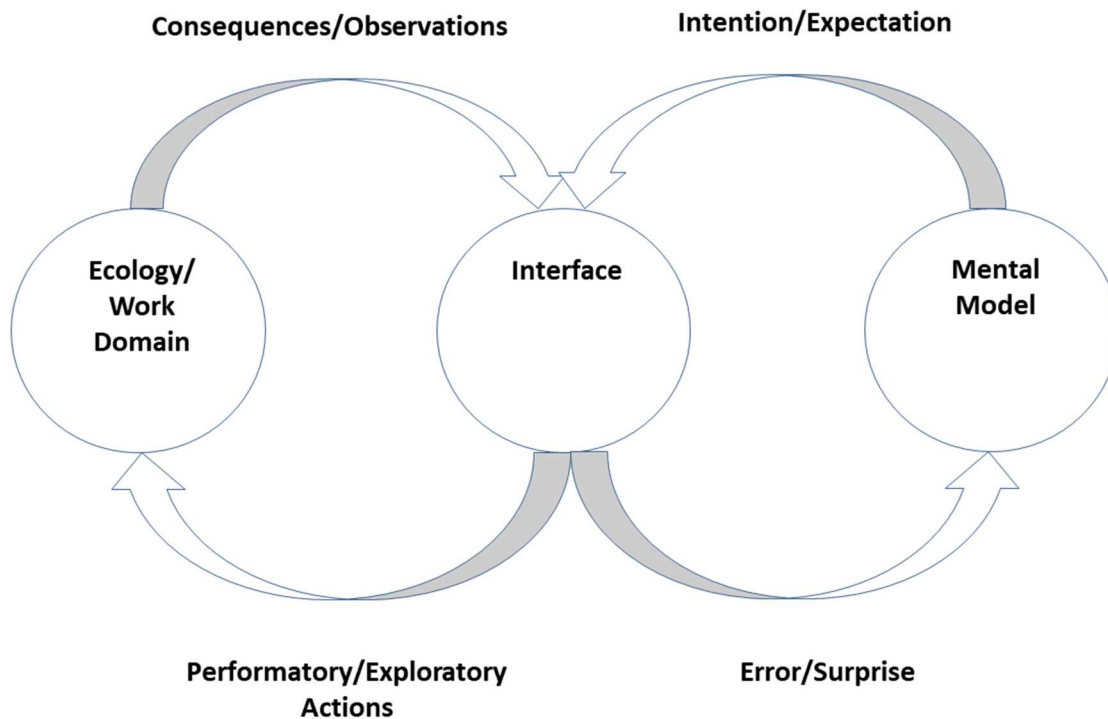 Consequences/Observations
Intention/Expectation
Ecology/
Work
Domain
Interface
Mental
Model
Performatory/Exploratory
Actions
Error/Surprise